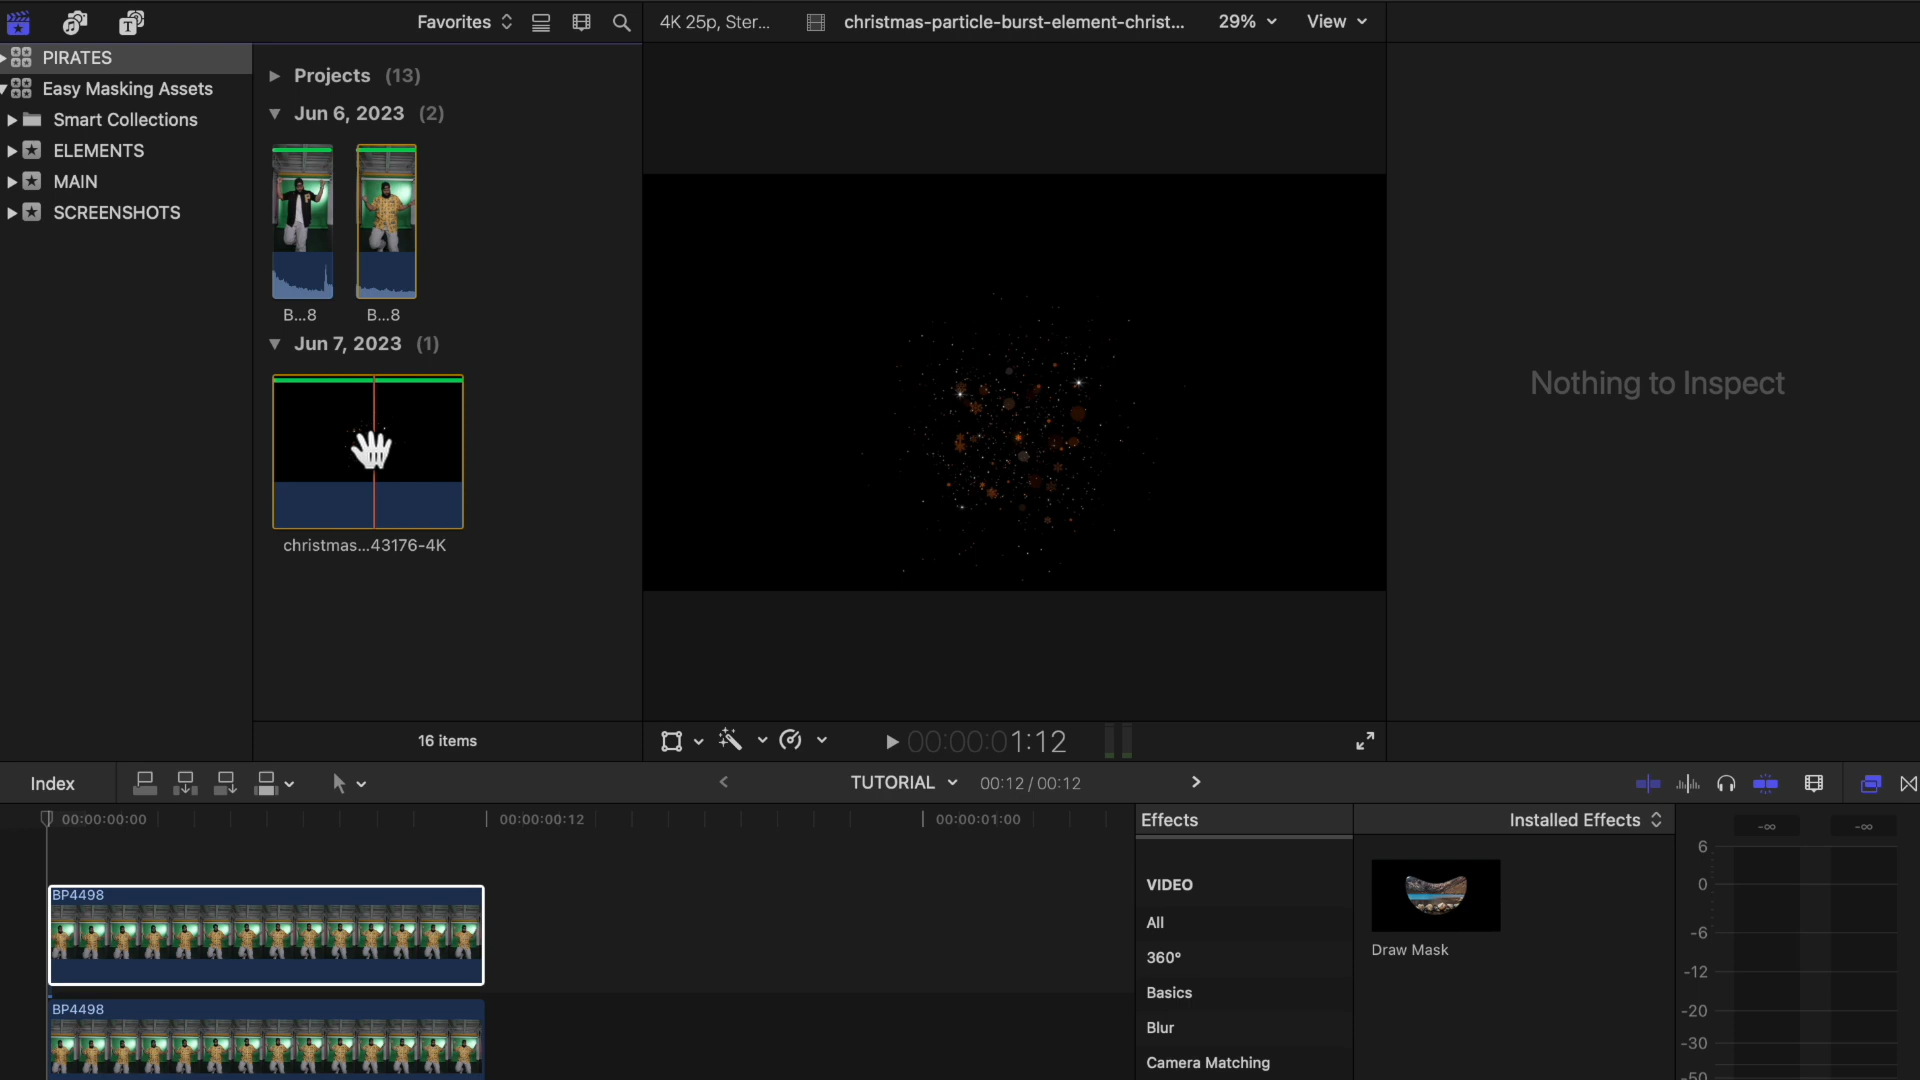 Favorites
4K 25p, Ster...
christmas-particle-burst-element-christ...
29%
View
PIRATES
Easy Masking Assets
Smart Collections
ELEMENTS
MAIN
SCREENSHOTS
Projects (13)
Jun 6, 2023 (2)
B...8
B...8
Jun 7, 2023 (1)
christmas...43176-4K
16 items
Nothing to Inspect
00:00:01:12
Index
TUTORIAL
00:12 / 00:12
00:00:00:00
00:00:00:12
00:00:01:00
BP4498
BP4498
Effects
Installed Effects
VIDEO
All
360°
Basics
Blur
Camera Matching
Draw Mask
-∞
-∞
6
0
-6
-12
-20
-30
-50